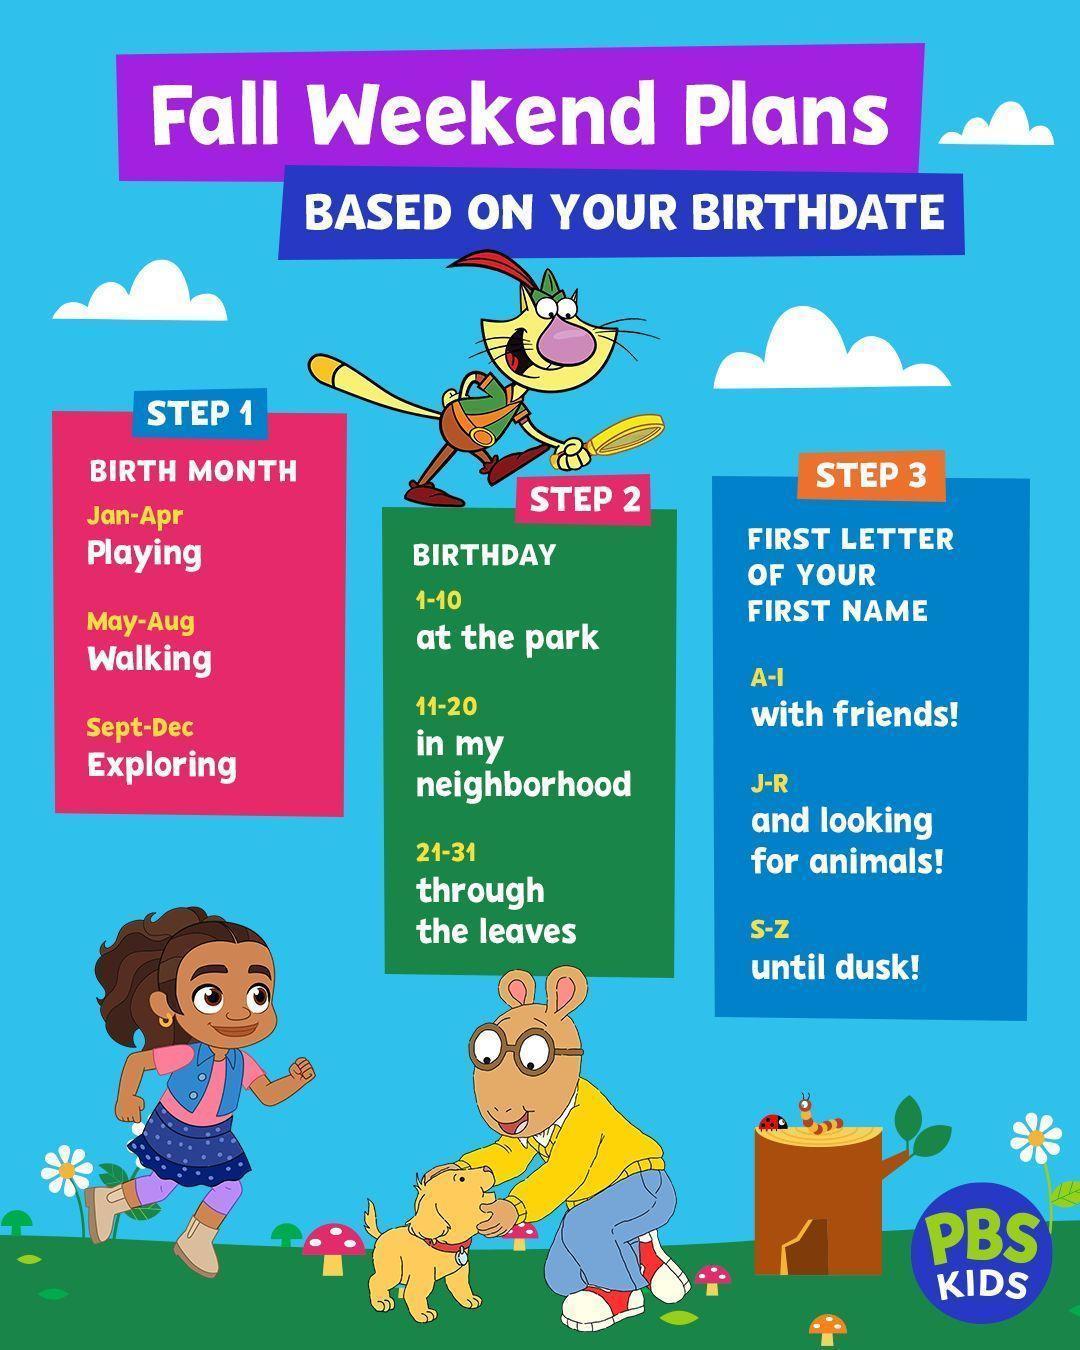 Fall Weekend Plans
BASED ON YOUR BIRTHDATE
STEP 1
BIRTH MONTH
Jan-Apr
Playing
May-Aug
Walking
Sept-Dec
Exploring
STEP 2
BIRTHDAY
1-10
at the park
11-20
in my
neighborhood
21-31
through
the leaves
STEP 3
FIRST LETTER
OF YOUR
FIRST NAME
A-I
with friends!
J-R
and looking
for animals!
S-Z
until dusk!
PBS
KIDS